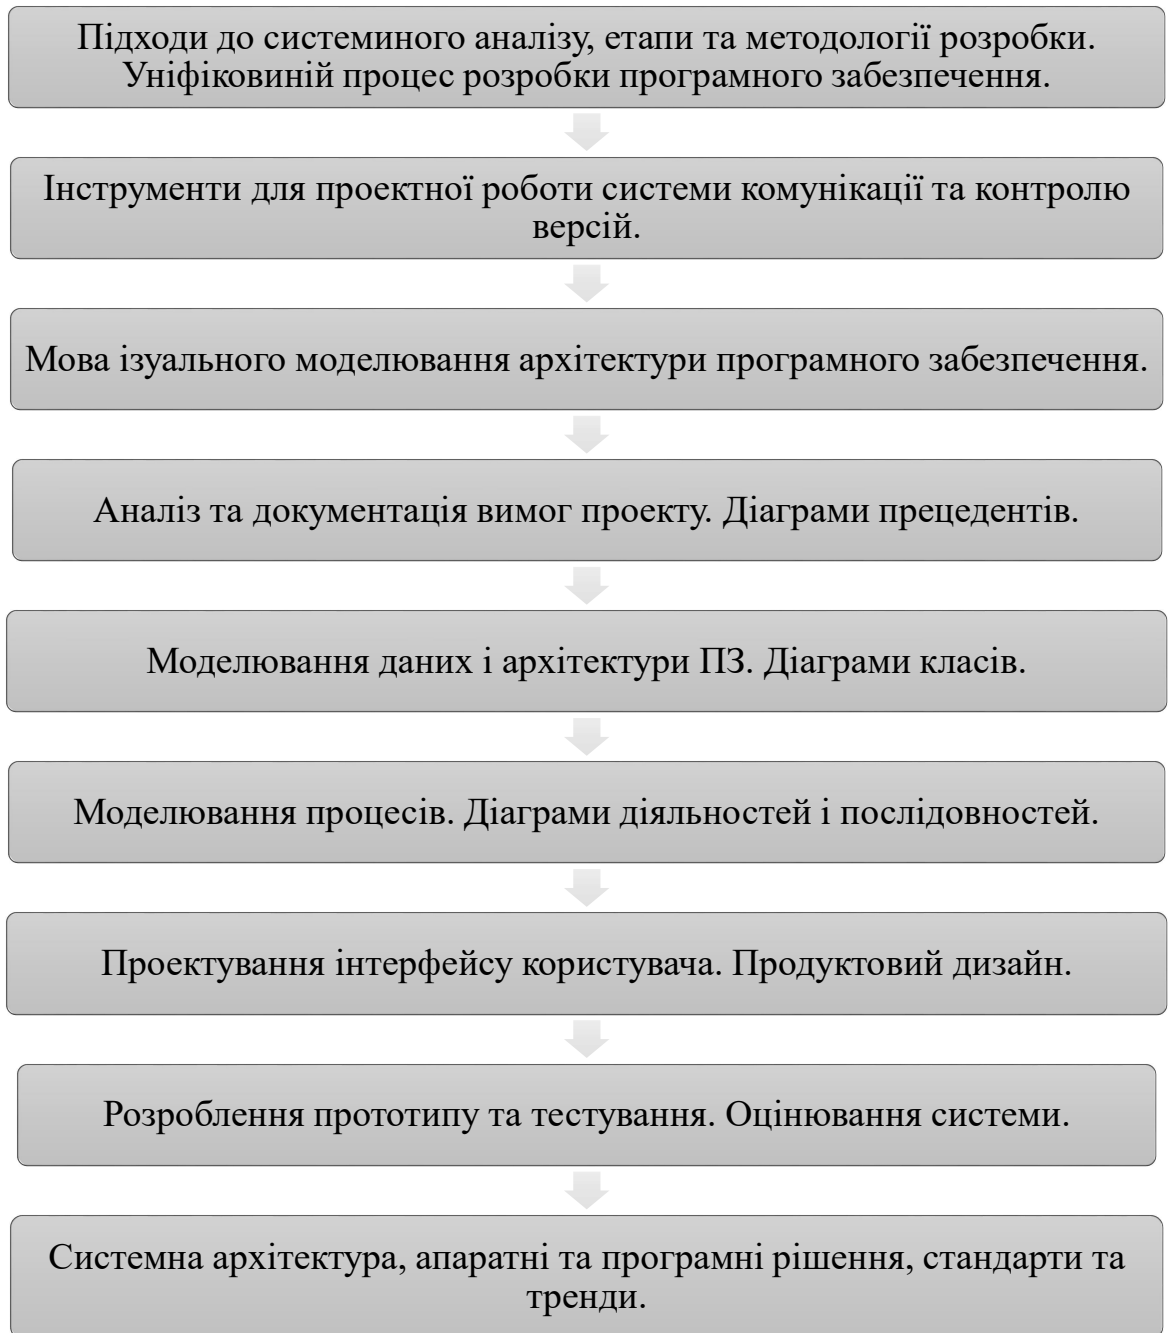 Підходи до системиного аналізу, етапи та методології розробки.
Уніфіковиній процес розробки програмного забезпечення.
Інструменти для проектної роботи системи комунікації та контролю
версій.
Мова ізуального моделювання архітектури програмного забезпечення.
Аналіз та документація вимог проекту. Діаграми прецедентів.
Моделювання даних і архітектури ПЗ. Діаграми класів.
Моделювання процесів. Діаграми діяльностей і послідовностей.
Проектування інтерфейсу користувача. Продуктовий дизайн.
Розроблення прототипу та тестування. Оцінювання системи.
Системна архітектура, апаратні та програмні рішення, стандарти та
тренди.